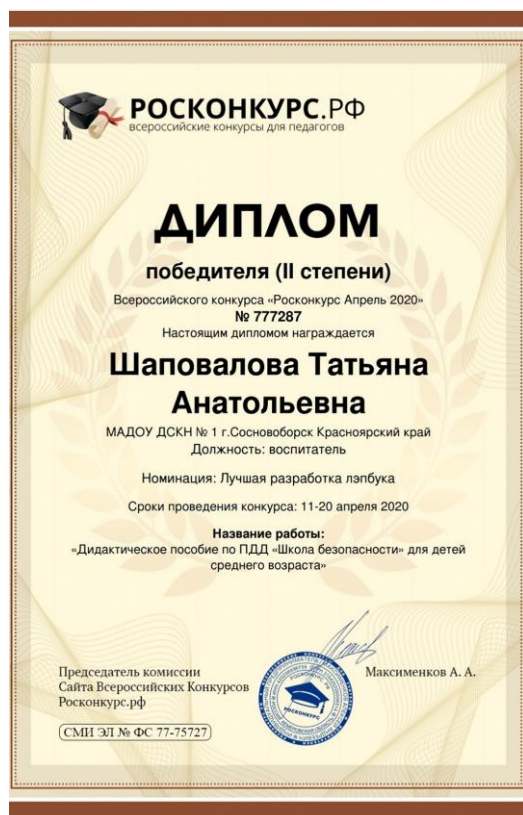 РОСКОНКУРС.РФ
всероссийские конкурсы для педагогов
ДИПЛОМ
победителя (II степени)
Всероссийского конкурса «Росконкурс Апрель 2020»
№ 777287
Настоящим дипломом награждается
Шаповалова Татьяна
Анатольевна
МАДОУ ДСКН № 1 г.Сосновоборск Красноярский край
Должность: воспитатель
Номинация: Лучшая разработка лэпбука
Сроки проведения конкурса: 11-20 апреля 2020
Название работы:
«Дидактическое пособие по ПДД «Школа безопасности» для детей
среднего возраста»
Председатель комиссии
Сайта Всероссийских Конкурсов
Росконкурс.рф
Максименков А. А.
СМИ ЭЛ № ФС 77-75727
РОСКОНКУРС